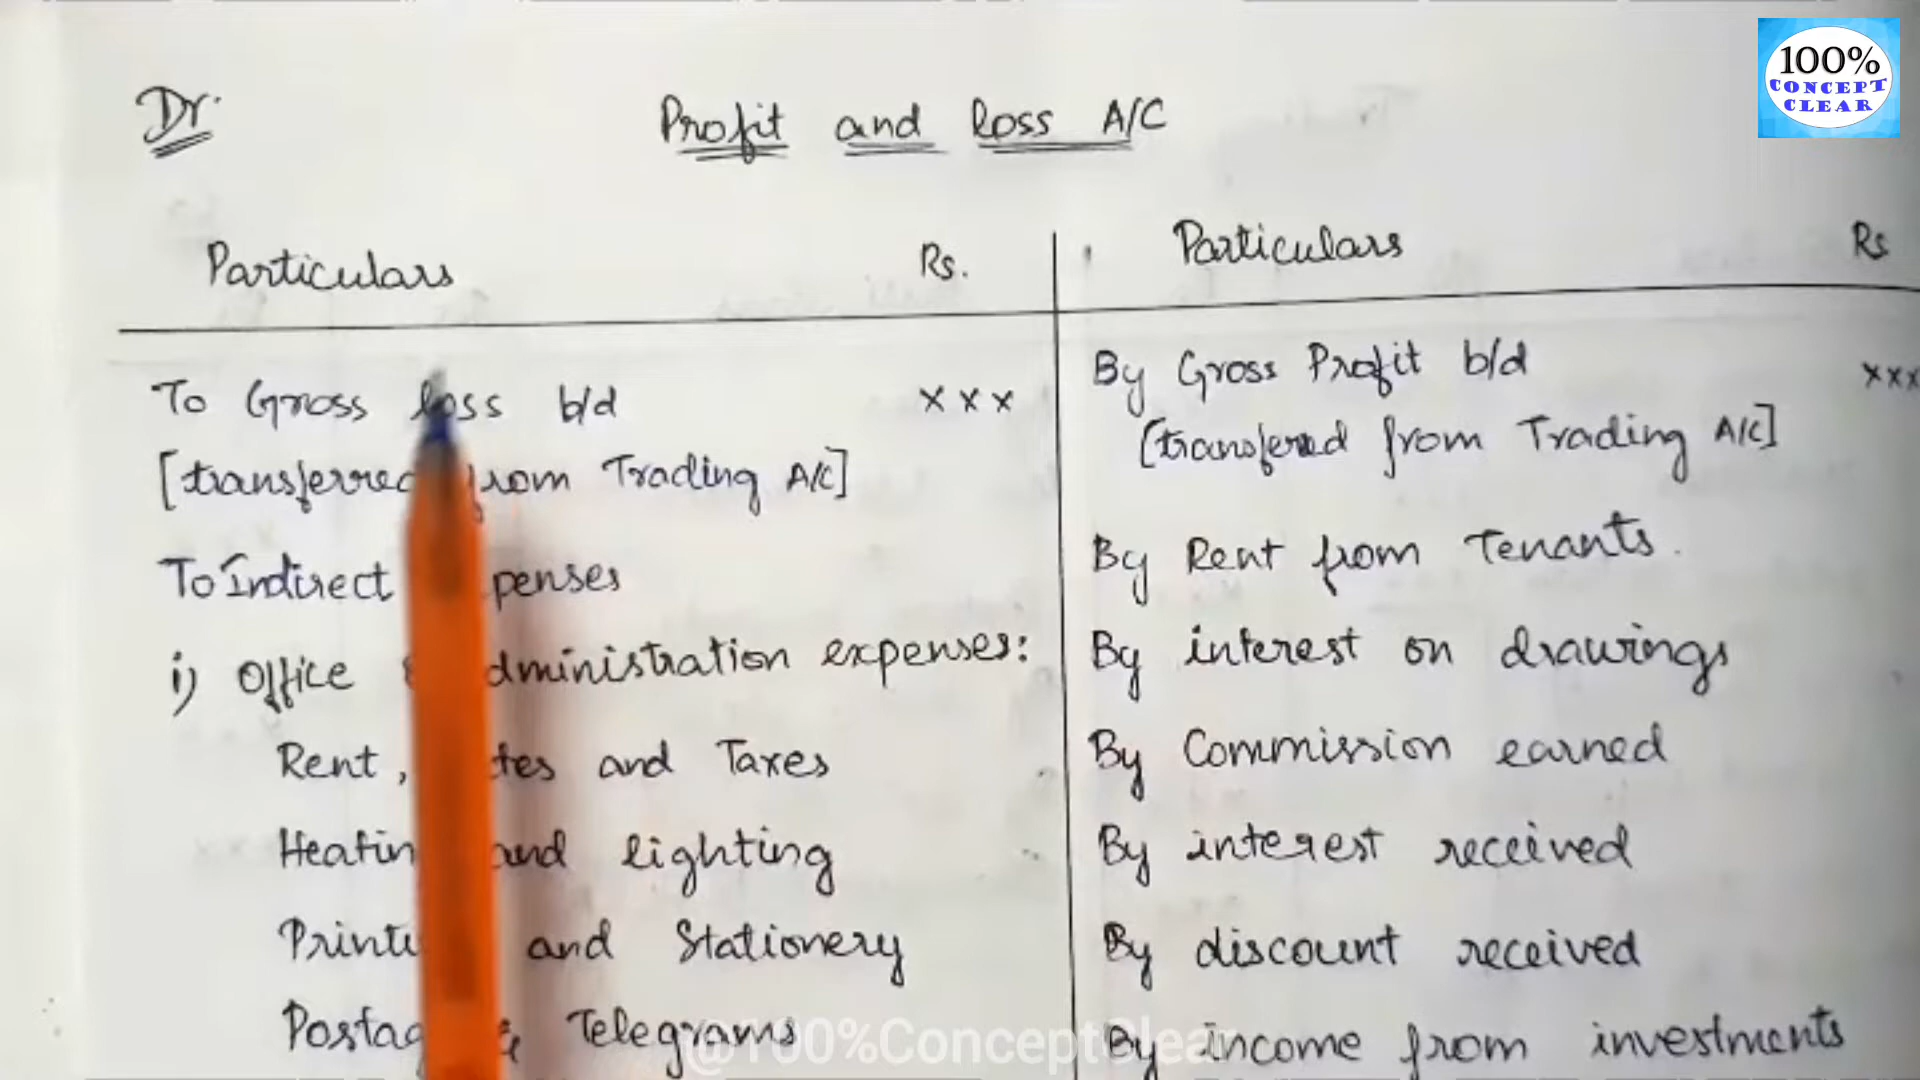 100%
CONCEPT
CLEAR
Dr.
Profit and loss A/C
Particulars Rs.
To Gross loss b/d xxx
[transferred from Trading A/C]
To Indirect penses
i) Office dministration expenses:
Rent, tes and Taxes
Heatin and lighting
Printi and Stationery
Postag & Telegrams
Particulars Rs
By Gross Profit b/d xxx
[transfered from Trading A/C]
By Rent from Tenants.
By interest on drawings
By Commission earned
By interest received
By discount received
By income from investments
@100%ConceptClear